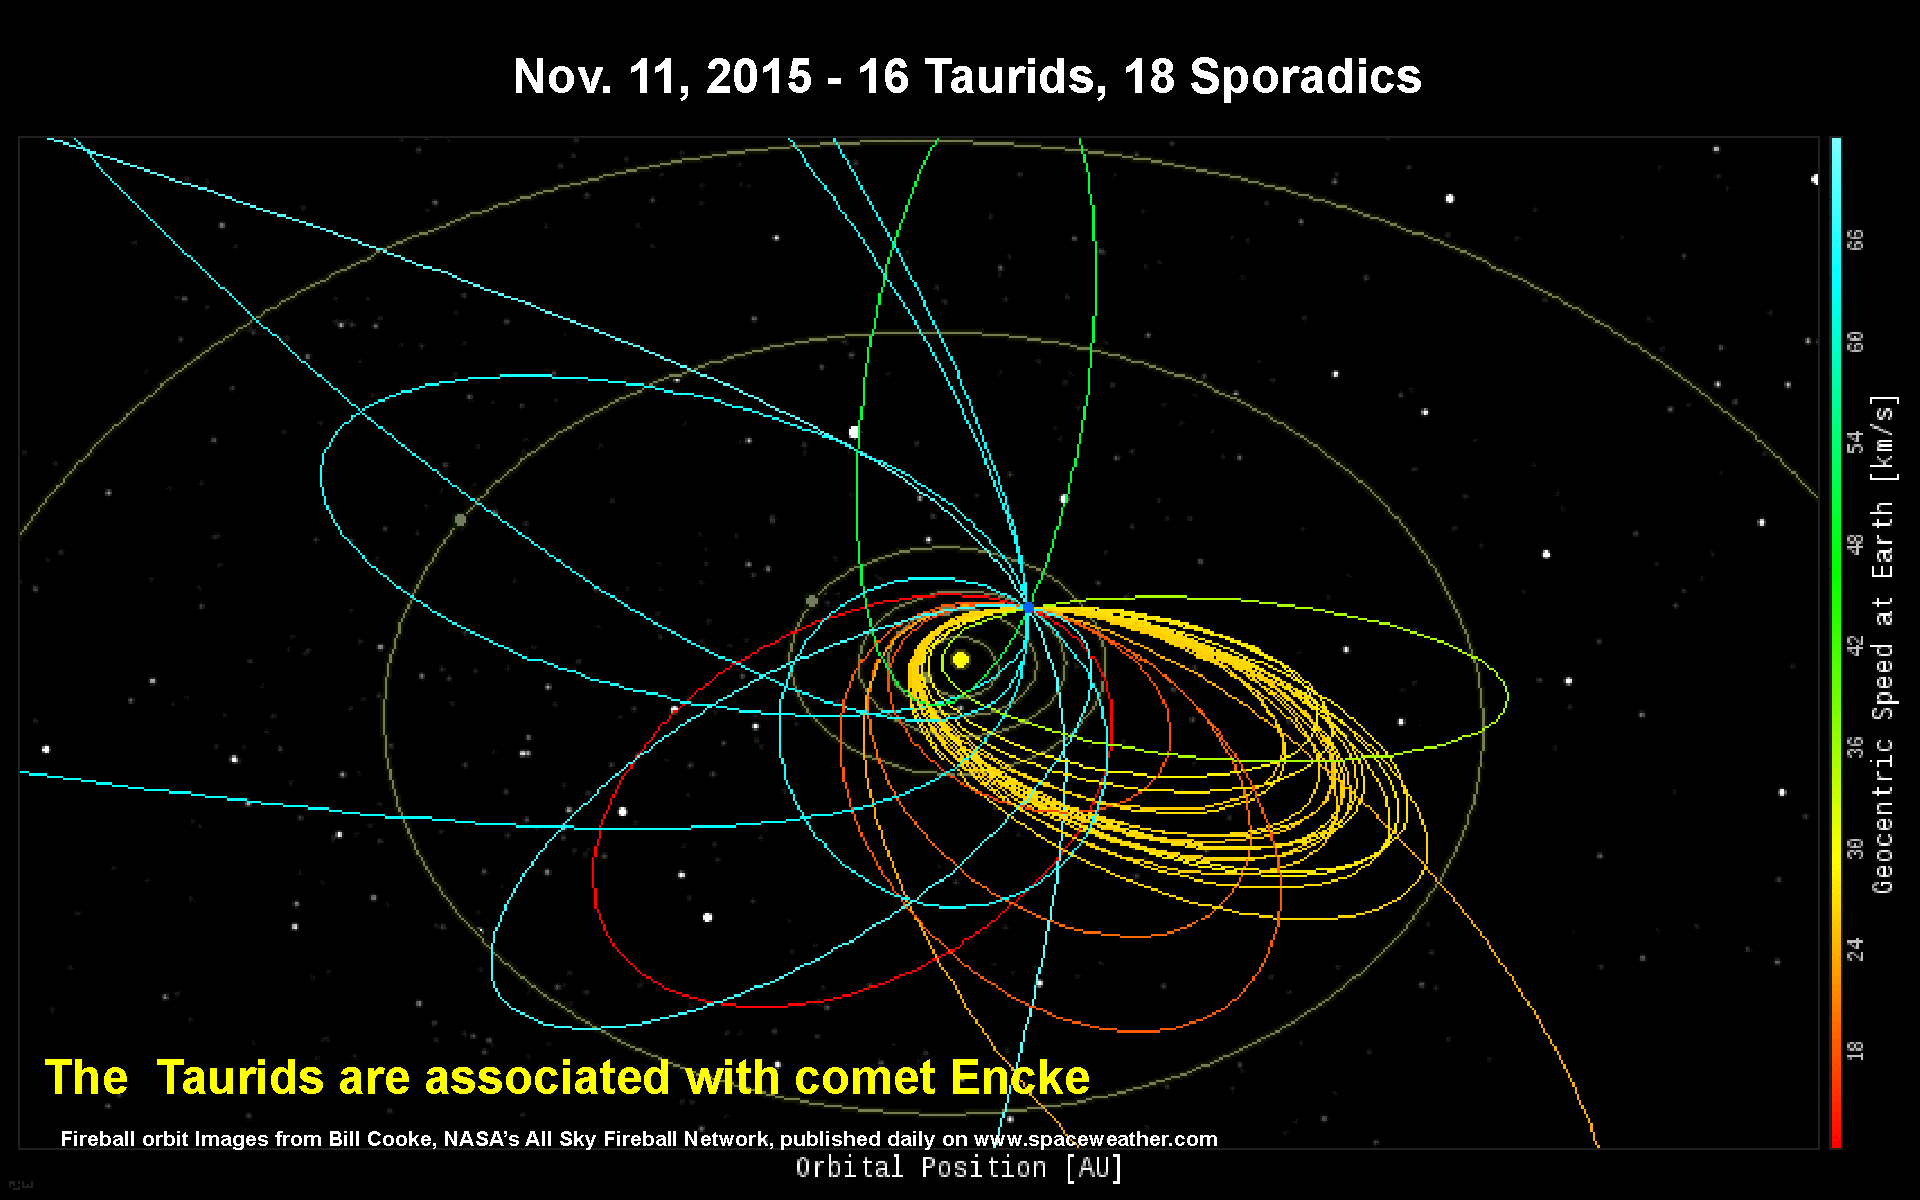 Nov. 11, 2015 - 16 Taurids, 18 Sporadics
66
60
54
48
42
36
30
24
18
Geocentric Speed at Earth [km/s]
The  Taurids are associated with comet Encke
Fireball orbit Images from Bill Cooke, NASA's All Sky Fireball Network, published daily on www.spaceweather.com
Orbital Position [AU]